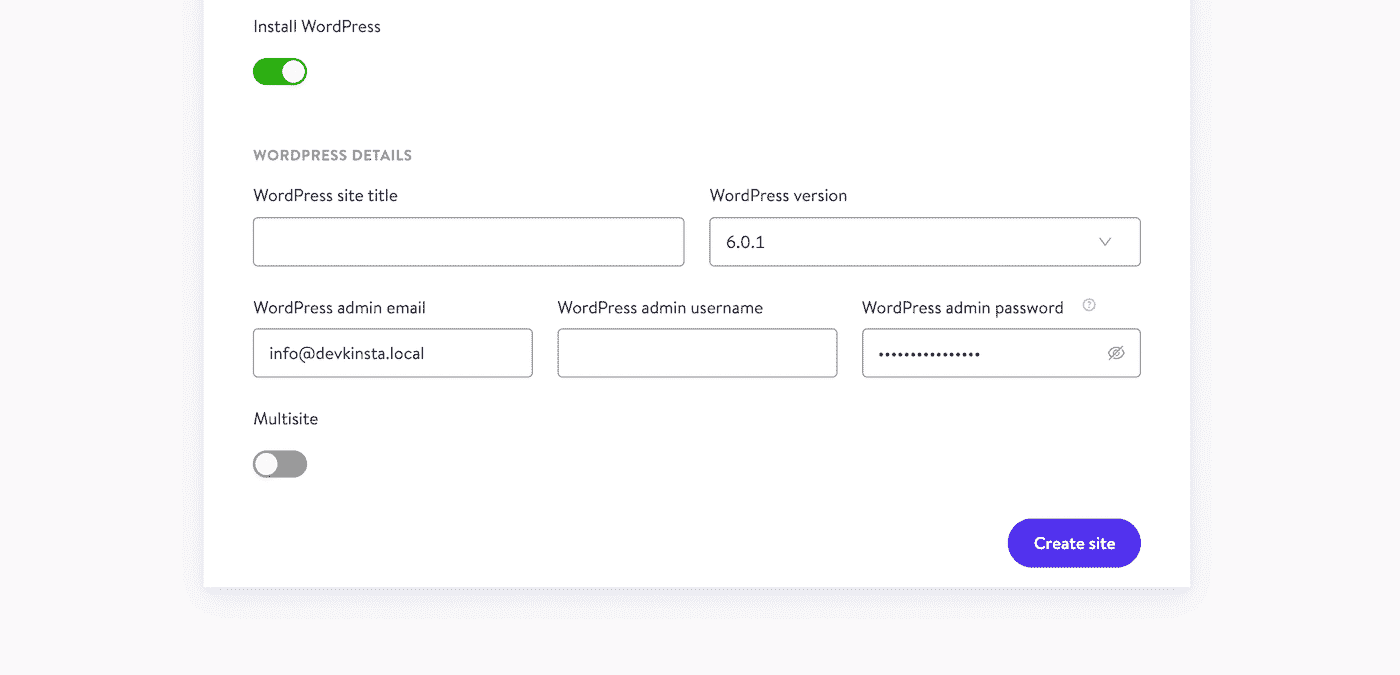 Install WordPress
WORDPRESS DETAILS
WordPress site title
WordPress version
6.0.1
WordPress admin email
WordPress admin username
WordPress admin password
info@devkinsta.local
••••••••••••••••
Multisite
Create site